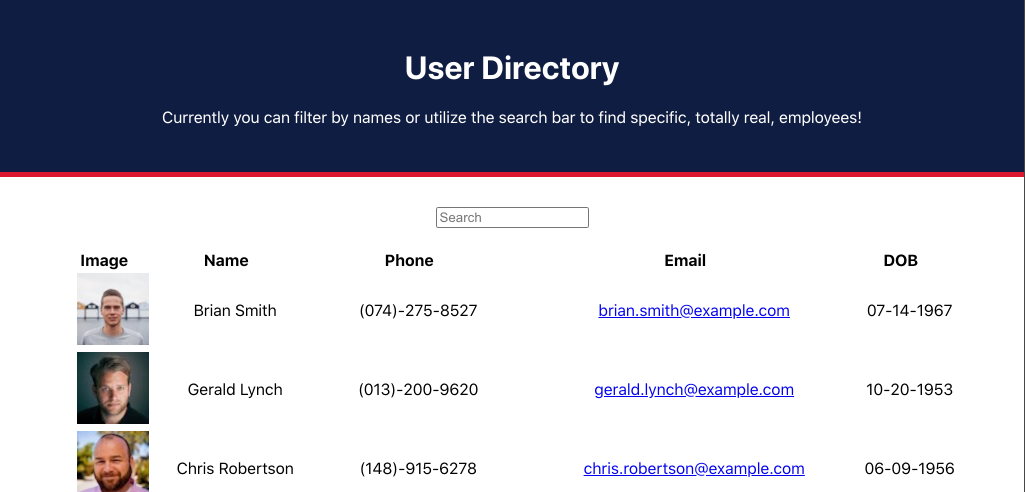 User Directory
Currently you can filter by names or utilize the search bar to find specific, totally real, employees!
Search
Image Name Phone Email DOB
Brian Smith (074)-275-8527 brian.smith@example.com 07-14-1967
Gerald Lynch (013)-200-9620 gerald.lynch@example.com 10-20-1953
Chris Robertson (148)-915-6278 chris.robertson@example.com 06-09-1956